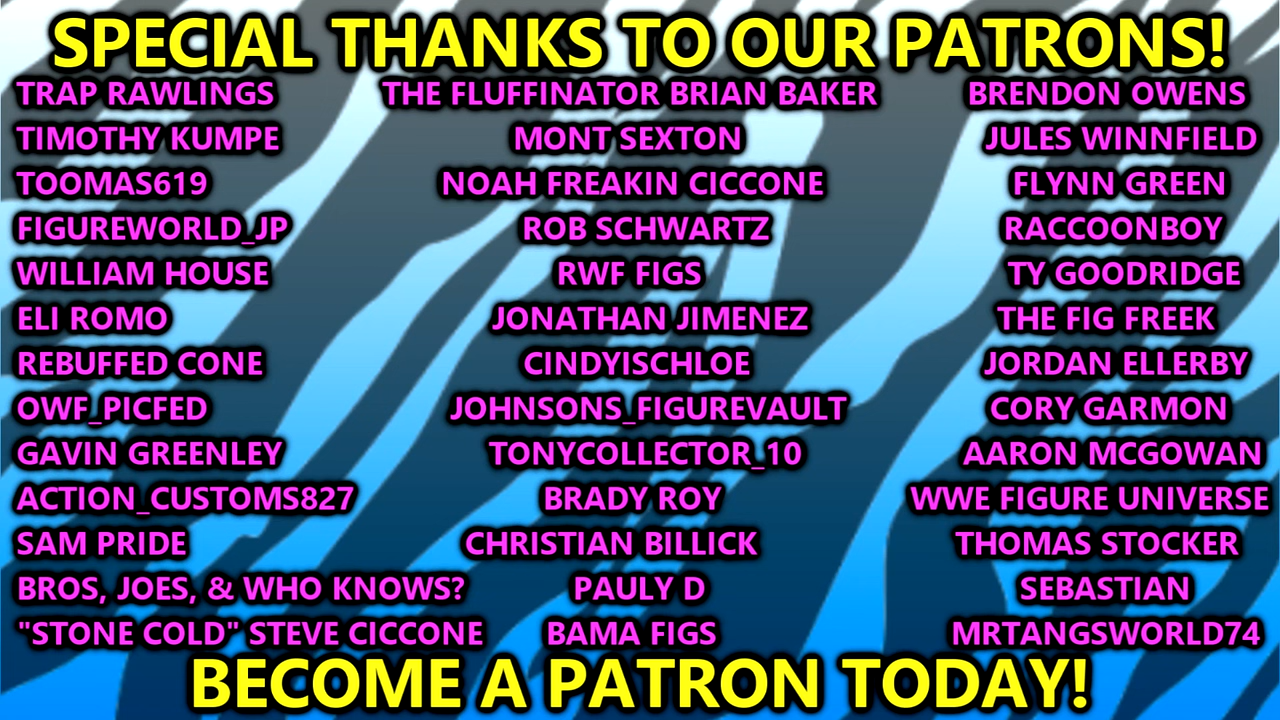 SPECIAL THANKS TO OUR PATRONS!
TRAP RAWLINGS THE FLUFFINATOR BRIAN BAKER BRENDON OWENS
TIMOTHY KUMPE MONT SEXTON JULES WINNFIELD
TOOMAS619 NOAH FREAKIN CICCONE FLYNN GREEN
FIGUREWORLD_JP ROB SCHWARTZ RACCOONBOY
WILLIAM HOUSE RWF FIGS TY GOODRIDGE
ELI ROMO JONATHAN JIMENEZ THE FIG FREEK
REBUFFED CONE CINDYISCHLOE JORDAN ELLERBY
OWF_PICFED JOHNSONS_FIGUREVAULT CORY GARMON
GAVIN GREENLEY TONYCOLLECTOR_10 AARON MCGOWAN
ACTION_CUSTOMS827 BRADY ROY WWE FIGURE UNIVERSE
SAM PRIDE CHRISTIAN BILLICK THOMAS STOCKER
BROS, JOES, & WHO KNOWS? PAULY D SEBASTIAN
"STONE COLD" STEVE CICCONE BAMA FIGS MRTANGSWORLD74
BECOME A PATRON TODAY!